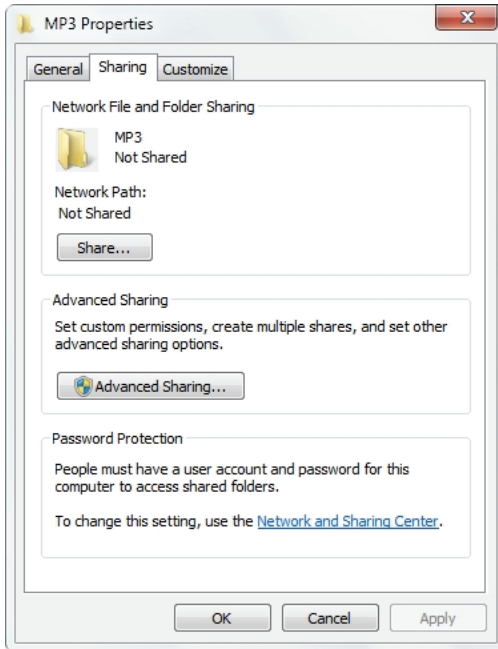 MP3 Properties
General Sharing Customize
Network File and Folder Sharing
MP3
Not Shared
Network Path:
Not Shared
Share...
Advanced Sharing
Set custom permissions, create multiple shares, and set other
advanced sharing options.
Advanced Sharing...
Password Protection
People must have a user account and password for this
computer to access shared folders.
To change this setting, use the Network and Sharing Center.
OK Cancel Apply